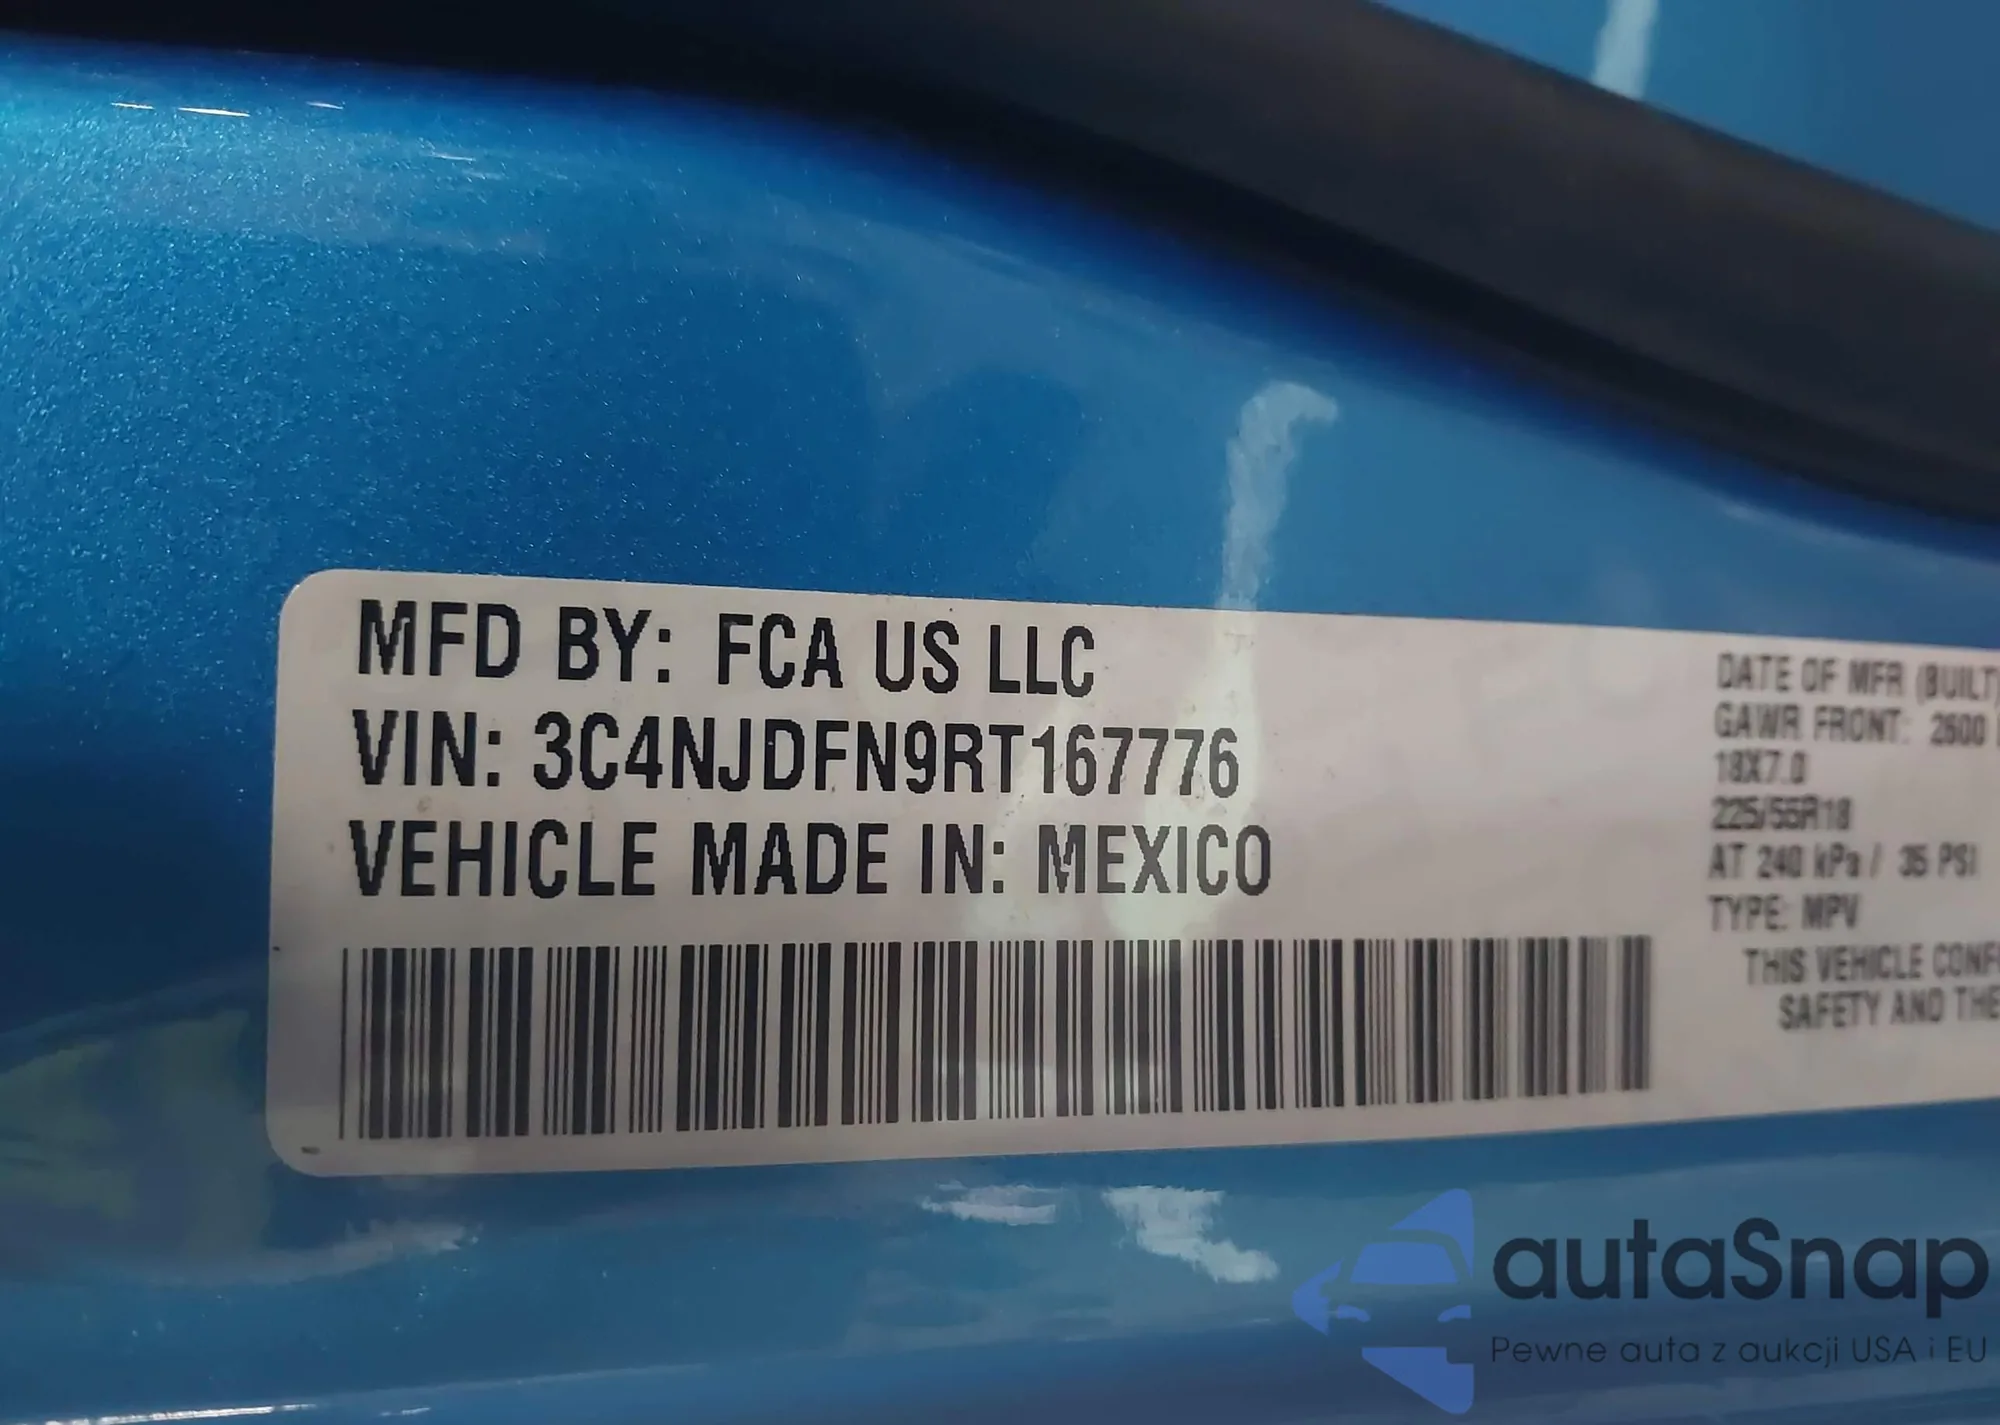 MFD BY: FCA US LLC
VIN: 3C4NJDFN9RT167776
VEHICLE MADE IN: MEXICO
DATE OF MFR (BUILT)
GAWR FRONT: 2600
18X7.0
225/55R18
AT 240 kPa / 35 PSI
TYPE: MPV
THIS VEHICLE CONF
SAFETY AND THE
autaSnap
Pewne auta z aukcji USA i EU